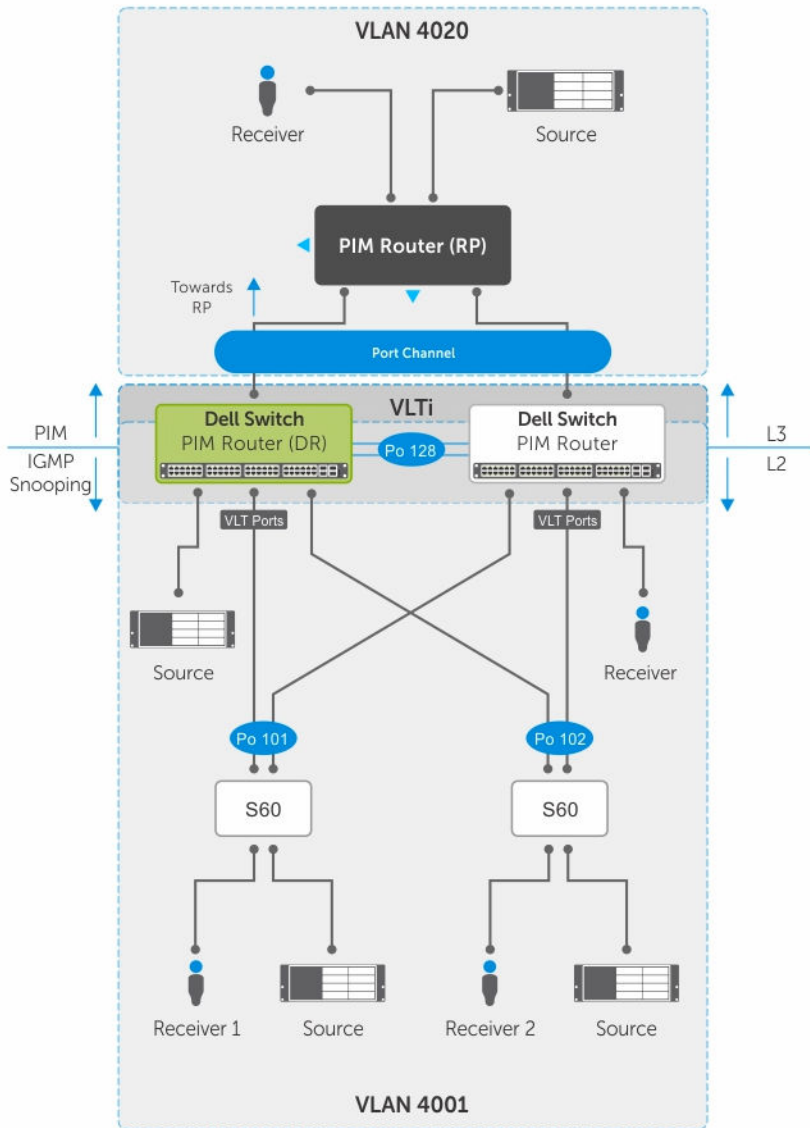 VLAN 4020
Receiver
Source
PIM Router (RP)
Towards
RP
Port Channel
VLTi
PIM
IGMP
Snooping
Dell Switch
PIM Router (DR)
Po 128
Dell Switch
PIM Router
L3
L2
VLT Ports
VLT Ports
Source
Receiver
Po 101
Po 102
S60
S60
Receiver 1
Source
Receiver 2
Source
VLAN 4001